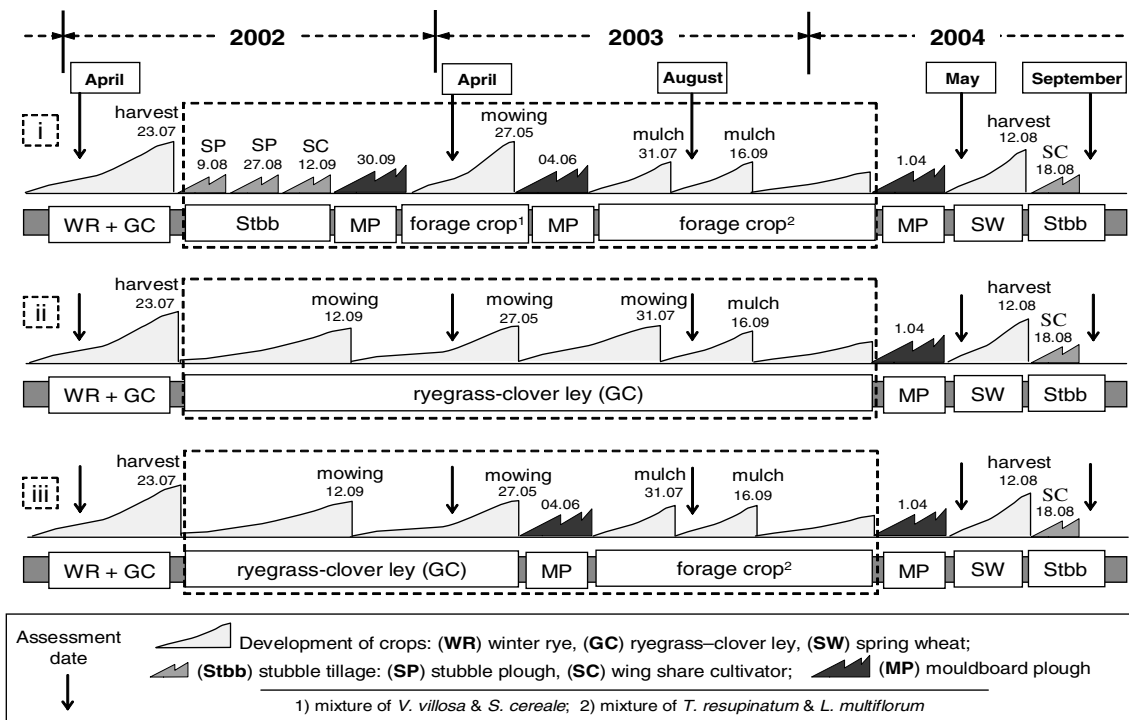 2002 2003 2004
April April August May September
i
harvest 23.07
SP 9.08
SP 27.08
SC 12.09
30.09
mowing 27.05
04.06
mulch 31.07
mulch 16.09
1.04
harvest 12.08
SC 18.08
WR + GC Stbb MP forage crop¹ MP forage crop² MP SW Stbb
ii
harvest 23.07
mowing 12.09
mowing 27.05
mowing 31.07
mulch 16.09
1.04
harvest 12.08
SC 18.08
WR + GC ryegrass-clover ley (GC) MP SW Stbb
iii
harvest 23.07
mowing 12.09
mowing 27.05
04.06
mulch 31.07
mulch 16.09
1.04
harvest 12.08
SC 18.08
WR + GC ryegrass-clover ley (GC) MP forage crop² MP SW Stbb
Assessment
date
Development of crops: (WR) winter rye, (GC) ryegrass–clover ley, (SW) spring wheat;
(Stbb) stubble tillage: (SP) stubble plough, (SC) wing share cultivator; (MP) mouldboard plough
1) mixture of V. villosa & S. cereale; 2) mixture of T. resupinatum & L. multiflorum